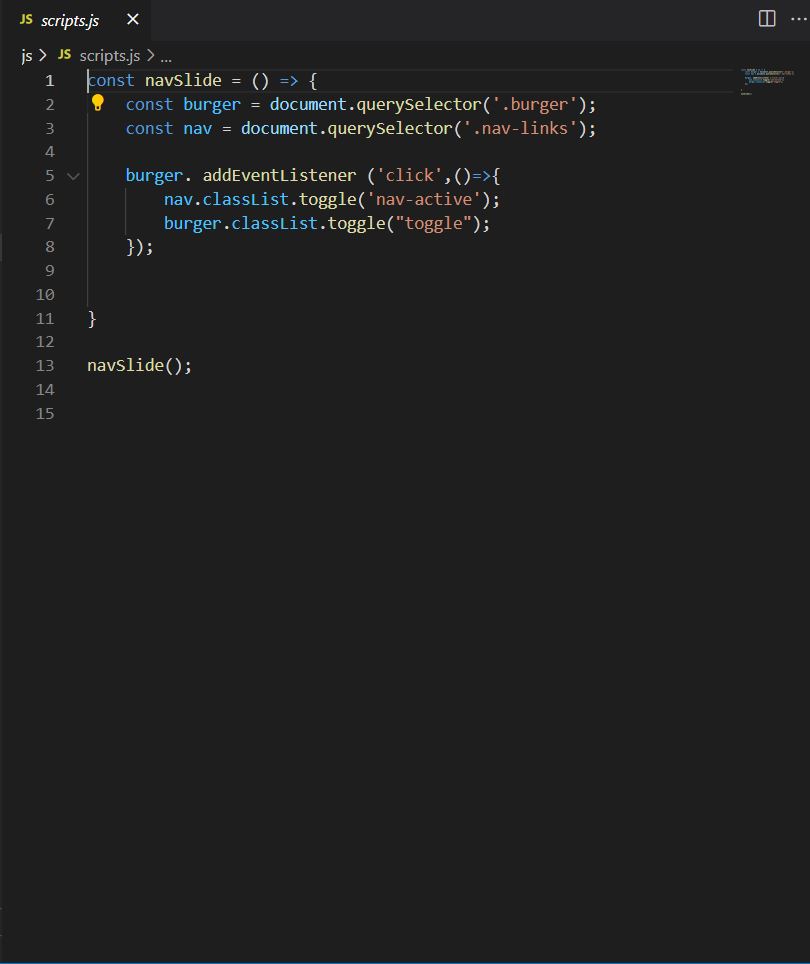 JS scripts.js ✕ ···
js > JS scripts.js > ...
1 const navSlide = () => {
2 const burger = document.querySelector('.burger');
3 const nav = document.querySelector('.nav-links');
4
5 burger. addEventListener ('click',()=>{
6 nav.classList.toggle('nav-active');
7 burger.classList.toggle("toggle");
8 });
9
10
11 }
12
13 navSlide();
14
15